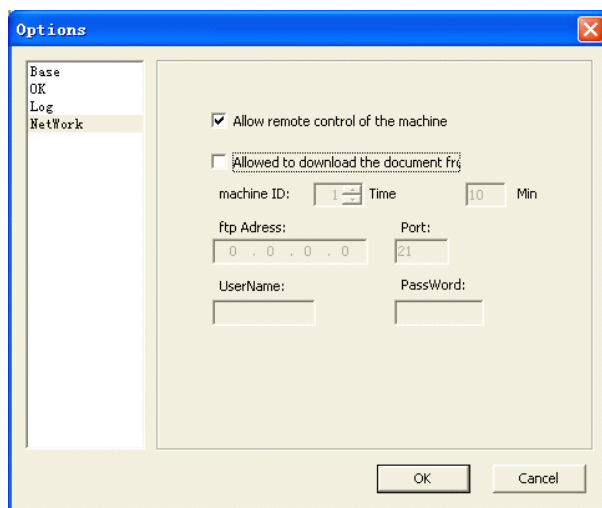 Options
Base
OK
Log
NetWork
Allow remote control of the machine
Allowed to download the document fro
machine ID: 1 Time 10 Min
ftp Adress: Port:
0 . 0 . 0 . 0 21
UserName: PassWord:
OK Cancel